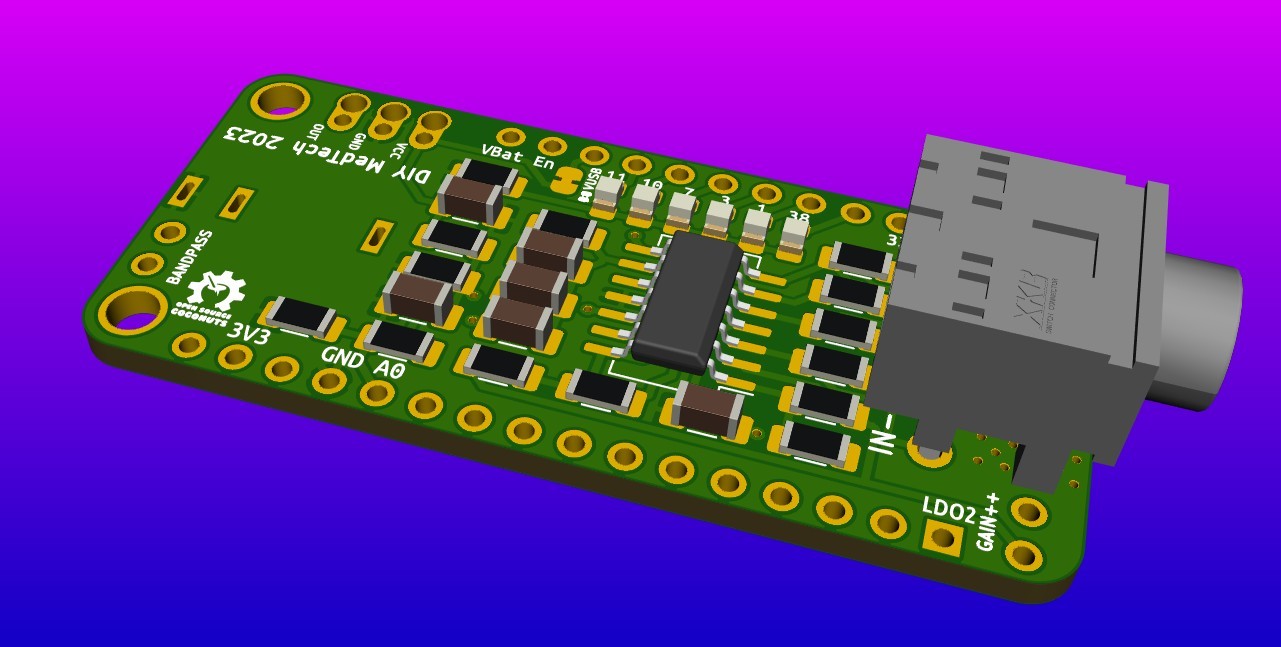 OUT
GND
VCC
DIY MedTech 2023
VBat En
VUSB
11
10
7
3
1
38
BANDPASS
OPEN SOURCE
COCONUTS
3V3
GND A0
IN-
LDO2
GAIN++
XKB